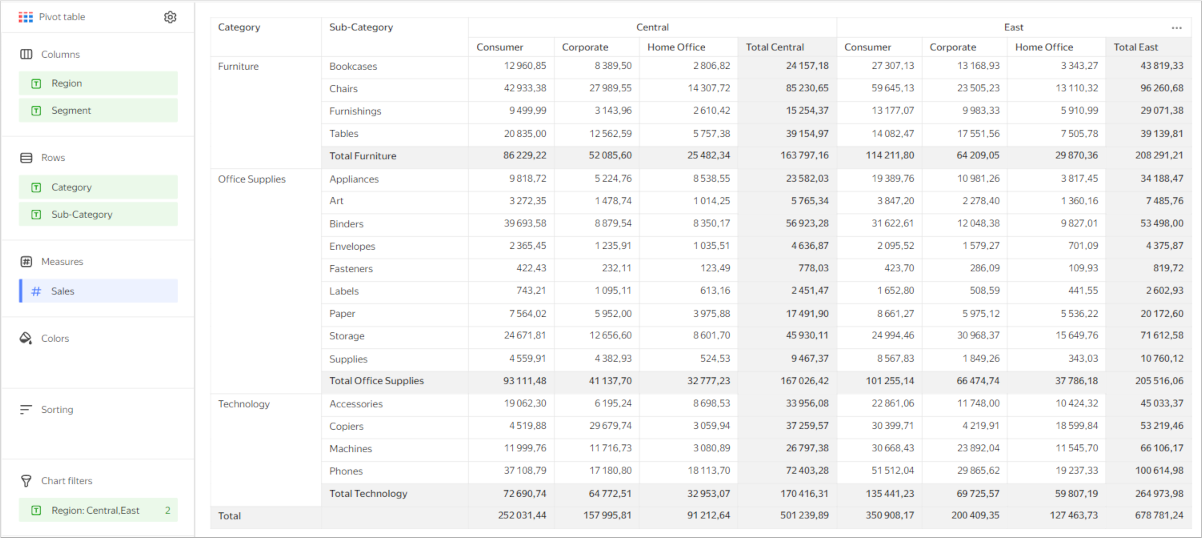 Pivot table
Columns
Region
Segment
Rows
Category
Sub-Category
Measures
Sales
Colors
Sorting
Chart filters
Region: Central,East 2
Category Sub-Category Central East
Consumer Corporate Home Office Total Central Consumer Corporate Home Office Total East
Furniture Bookcases 12 960,85 8 389,50 2 806,82 24 157,18 27 307,13 13 168,93 3 343,27 43 819,33
Chairs 42 933,38 27 989,55 14 307,72 85 230,65 59 645,13 23 505,23 13 110,32 96 260,68
Furnishings 9 499,99 3 143,96 2 610,42 15 254,37 13 177,07 9 983,33 5 910,99 29 071,38
Tables 20 835,00 12 562,59 5 757,38 39 154,97 14 082,47 17 551,56 7 505,78 39 139,81
Total Furniture 86 229,22 52 085,60 25 482,34 163 797,16 114 211,80 64 209,05 29 870,36 208 291,21
Office Supplies Appliances 9 818,72 5 224,76 8 538,55 23 582,03 19 389,76 10 981,26 3 817,45 34 188,47
Art 3 272,35 1 478,74 1 014,25 5 765,34 3 847,20 2 278,40 1 360,16 7 485,76
Binders 39 693,58 8 879,54 8 350,17 56 923,28 31 622,61 12 048,38 9 827,01 53 498,00
Envelopes 2 365,45 1 235,91 1 035,51 4 636,87 2 095,52 1 579,27 701,09 4 375,87
Fasteners 422,43 232,11 123,49 778,03 423,70 286,09 109,93 819,72
Labels 743,21 1 095,11 613,16 2 451,47 1 652,80 508,59 441,55 2 602,93
Paper 7 564,02 5 952,00 3 975,88 17 491,90 8 661,27 5 975,12 5 536,22 20 172,60
Storage 24 671,81 12 656,60 8 601,70 45 930,11 24 994,46 30 968,37 15 649,76 71 612,58
Supplies 4 559,91 4 382,93 524,53 9 467,37 8 567,83 1 849,26 343,03 10 760,12
Total Office Supplies 93 111,48 41 137,70 32 777,23 167 026,42 101 255,14 66 474,74 37 786,18 205 516,06
Technology Accessories 19 062,30 6 195,24 8 698,53 33 956,08 22 861,06 11 748,00 10 424,32 45 033,37
Copiers 4 519,88 29 679,74 3 059,94 37 259,57 30 399,71 4 219,91 18 599,84 53 219,46
Machines 11 999,76 11 716,73 3 080,89 26 797,38 30 668,43 23 892,04 11 545,70 66 106,17
Phones 37 108,79 17 180,80 18 113,70 72 403,28 51 512,04 29 865,62 19 237,33 100 614,98
Total Technology 72 690,74 64 772,51 32 953,07 170 416,31 135 441,23 69 725,57 59 807,19 264 973,98
Total 252 031,44 157 995,81 91 212,64 501 239,89 350 908,17 200 409,35 127 463,73 678 781,24